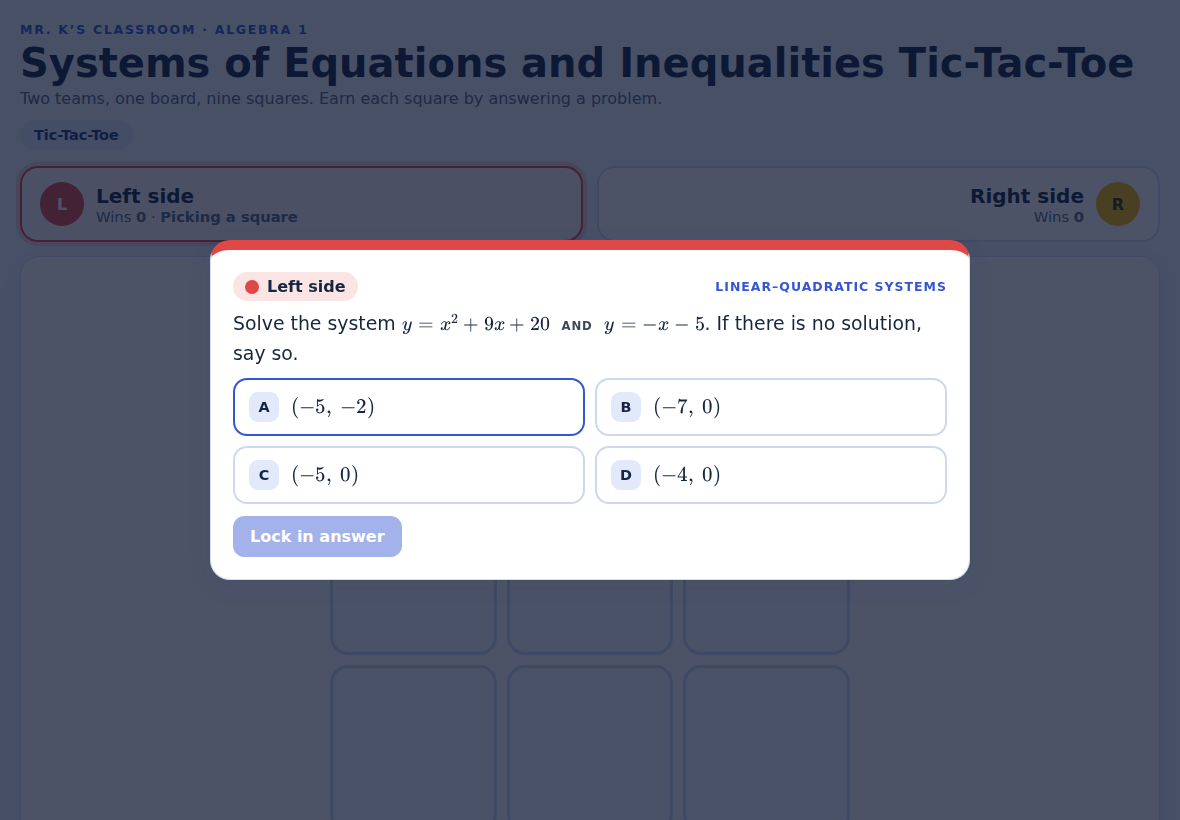 MR. K’S CLASSROOM · ALGEBRA 1
Systems of Equations and Inequalities Tic-Tac-Toe
Two teams, one board, nine squares. Earn each square by answering a problem.
Tic-Tac-Toe
L
Left side
Wins 0 · Picking a square
Right side
Wins 0
R
Left side
LINEAR–QUADRATIC SYSTEMS
Solve the system y = x² + 9x + 20 AND y = −x − 5. If there is no solution,
say so.
A (−5, −2)
B (−7, 0)
C (−5, 0)
D (−4, 0)
Lock in answer